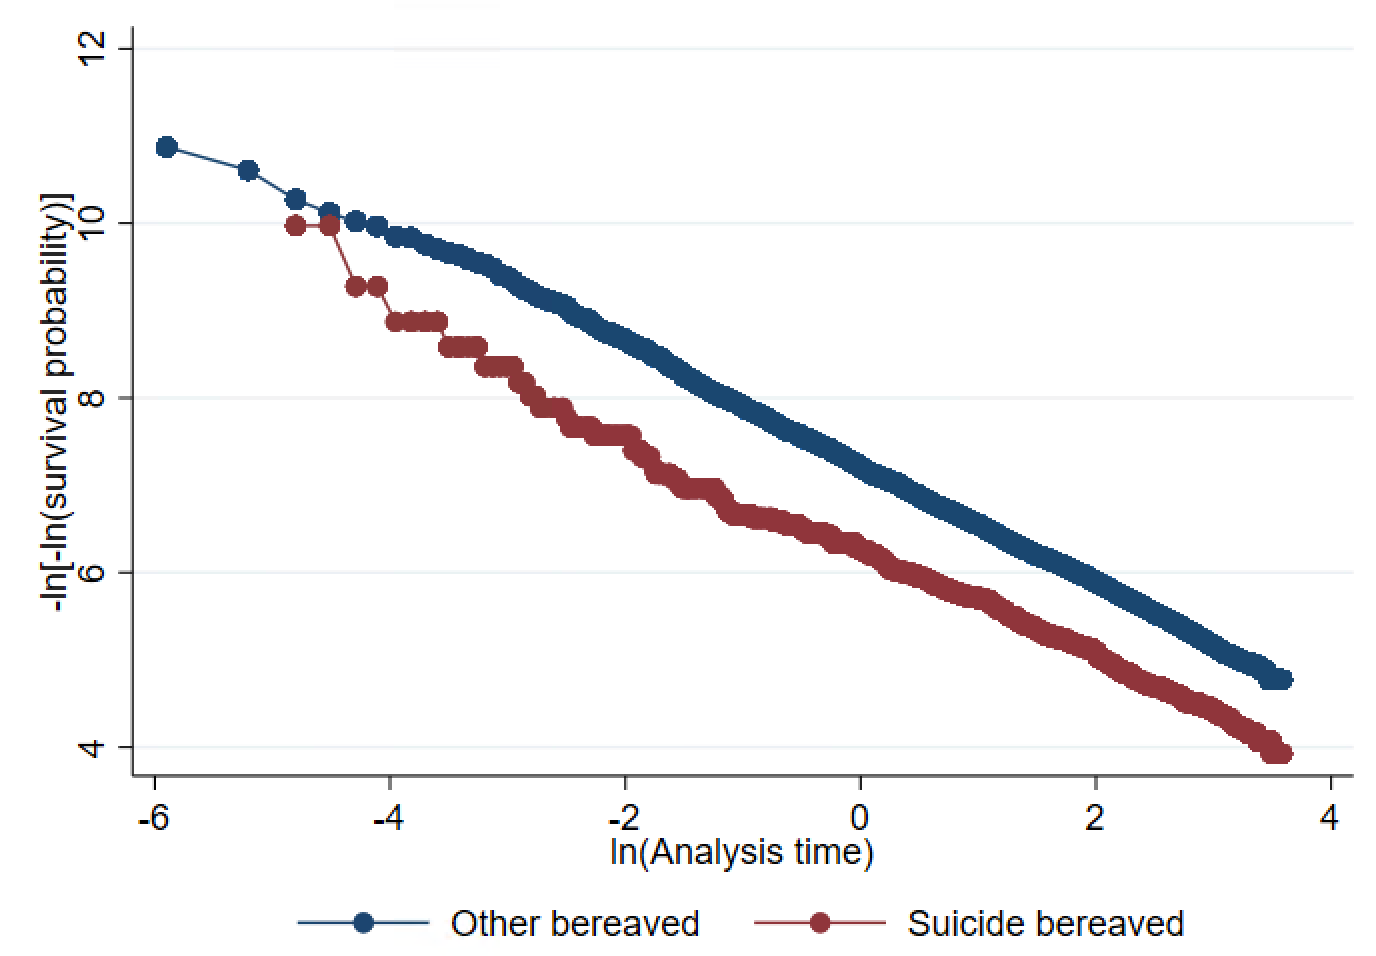 -ln[-ln(survival probability)]
12
10
8
6
4
-6 -4 -2 0 2 4
ln(Analysis time)
Other bereaved Suicide bereaved